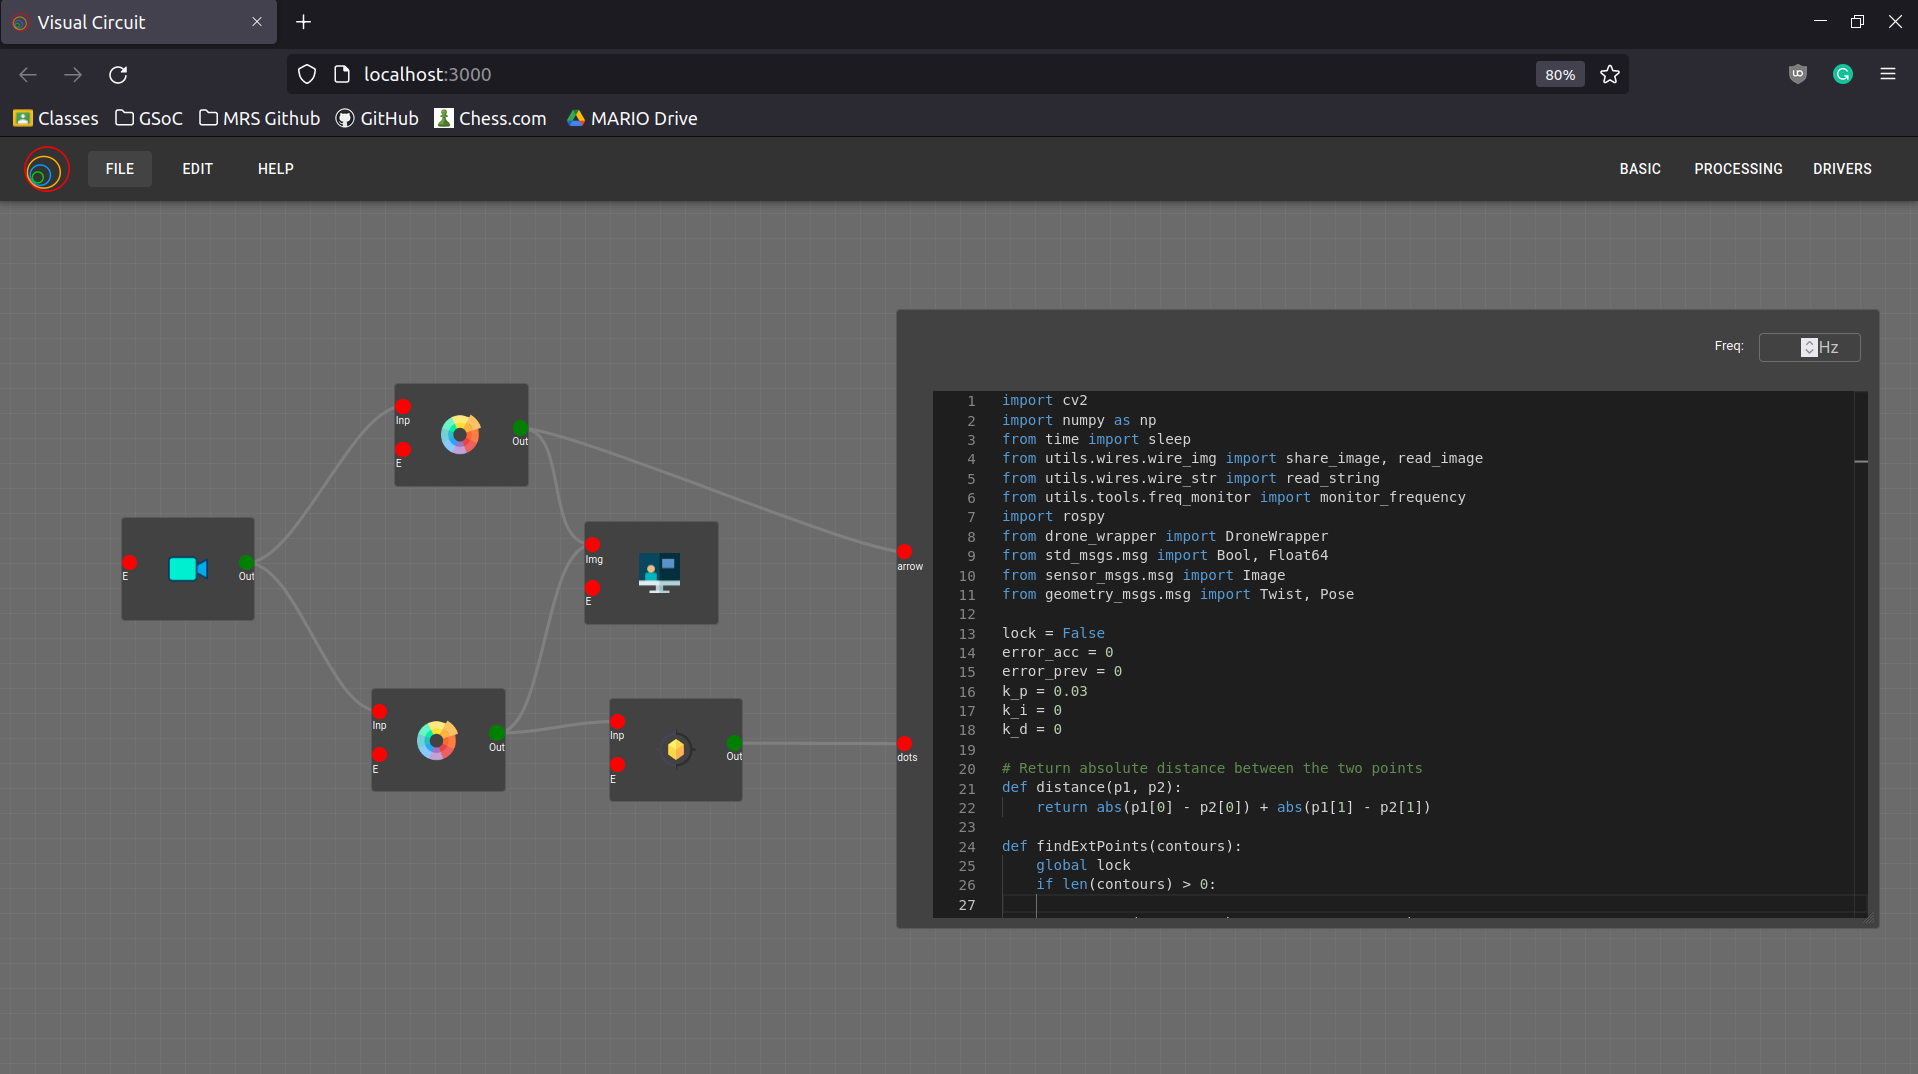 Visual Circuit
localhost:3000
80%
Classes GSoC MRS Github GitHub Chess.com MARIO Drive
FILE EDIT HELP BASIC PROCESSING DRIVERS
Freq: Hz
Inp
E
Out
E
Out
Img
E
Inp
E
Out
Inp
E
Out
arrow
dots
1 import cv2
2 import numpy as np
3 from time import sleep
4 from utils.wires.wire_img import share_image, read_image
5 from utils.wires.wire_str import read_string
6 from utils.tools.freq_monitor import monitor_frequency
7 import rospy
8 from drone_wrapper import DroneWrapper
9 from std_msgs.msg import Bool, Float64
10 from sensor_msgs.msg import Image
11 from geometry_msgs.msg import Twist, Pose
12
13 lock = False
14 error_acc = 0
15 error_prev = 0
16 k_p = 0.03
17 k_i = 0
18 k_d = 0
19
20 # Return absolute distance between the two points
21 def distance(p1, p2):
22 return abs(p1[0] - p2[0]) + abs(p1[1] - p2[1])
23
24 def findExtPoints(contours):
25 global lock
26 if len(contours) > 0:
27